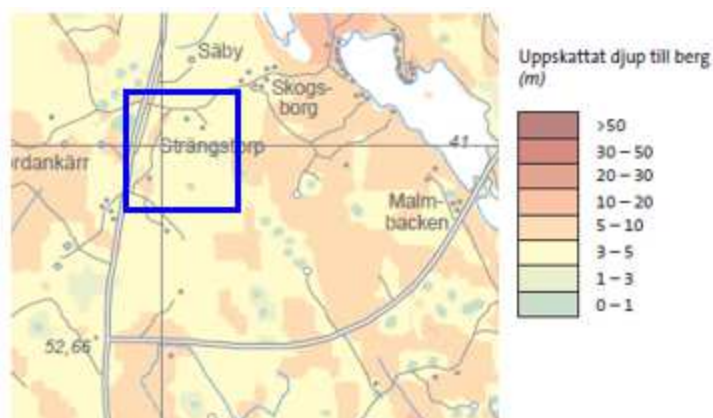 Säby
Skogs-
borg
Strängstorp
41
rdankärr
Malm-
backen
52,66
Uppskattat djup till berg
(m)
>50
30 – 50
20 – 30
10 – 20
5 – 10
3 – 5
1 – 3
0 – 1